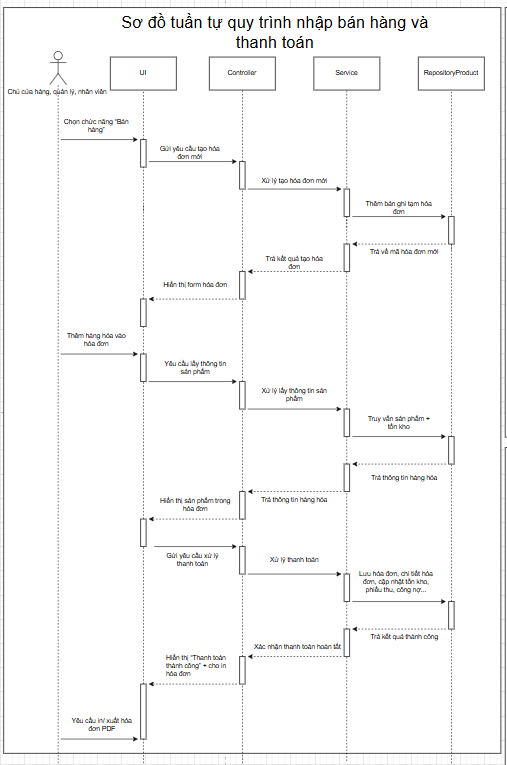 Sơ đồ tuần tự quy trình nhập bán hàng và
thanh toán
UI
Controller
Service
RepositoryProduct
Chủ cửa hàng, quản lý, nhân viên
Chọn chức năng "Bán
hàng"
Gửi yêu cầu tạo hóa
đơn mới
Xử lý tạo hóa đơn mới
Thêm bản ghi tạm hóa
đơn
Trả về mã hóa đơn mới
Trả kết quả tạo hóa
đơn
Hiển thị form hóa đơn
Thêm hàng hóa vào
hóa đơn
Yêu cầu lấy thông tin
sản phẩm
Xử lý lấy thông tin sản
phẩm
Truy vấn sản phẩm +
tồn kho
Trả thông tin hàng hóa
Trả thông tin hàng hóa
Hiển thị sản phẩm trong
hóa đơn
Gửi yêu cầu xử lý
thanh toán
Xử lý thanh toán
Lưu hóa đơn, chi tiết hóa
đơn, cập nhật tồn kho,
phiếu thu, công nợ...
Trả kết quả thành công
Xác nhận thanh toán hoàn tất
Hiển thị "Thanh toán
thành công" + cho in
hóa đơn
Yêu cầu in/ xuất hóa
đơn PDF